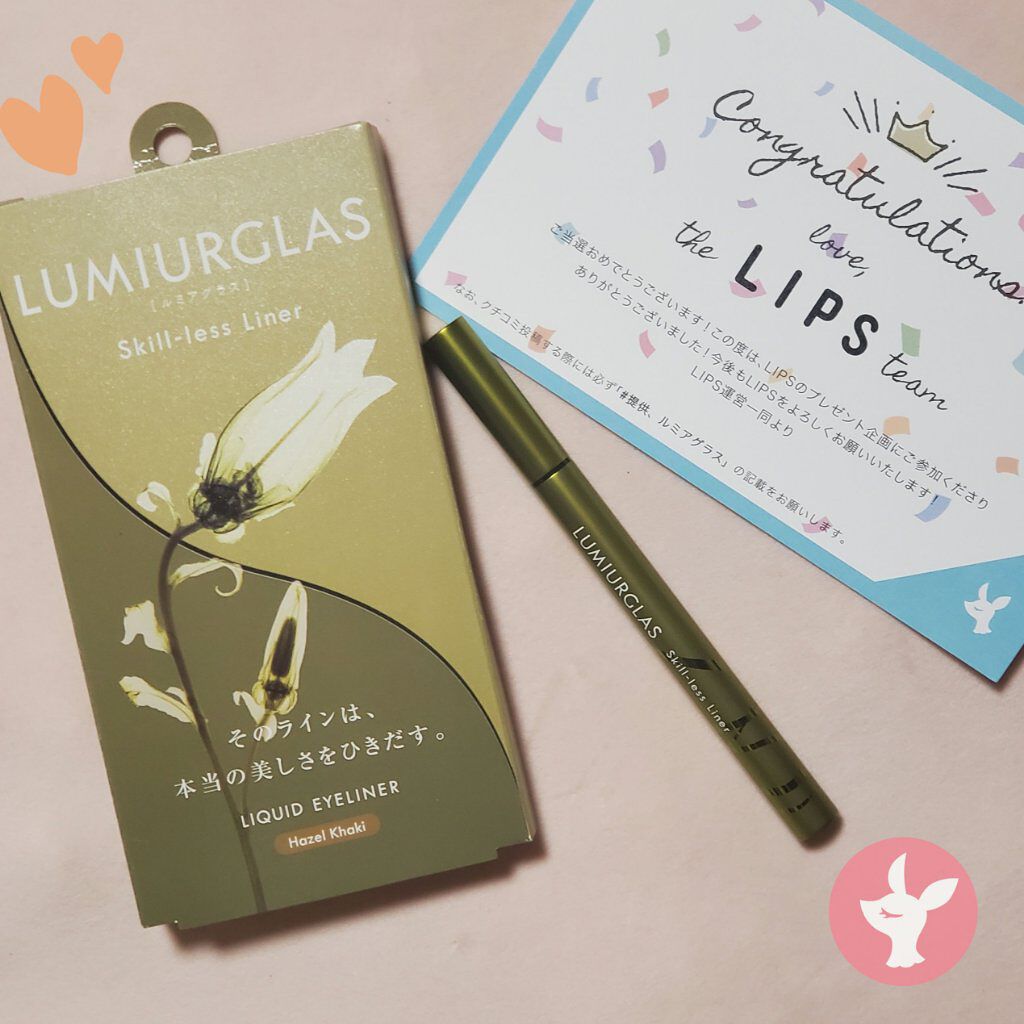 LUMIURGLAS
[ルミアグラス]
Skill-less Liner
そのラインは、
本当の美しさをひきだす。
LIQUID EYELINER
Hazel Khaki
LUMIURGLAS Skill-less Liner
Congratulations.
love,
the LIPS team
ご当選おめでとうございます!この度は、LIPSのプレゼント企画にご参加くださり
ありがとうございました!今後もLIPSをよろしくお願いいたします!
LIPS運営一同より
なお、クチコミ投稿する際には必ず「#提供、ルミアグラス」の記載をお願いします。